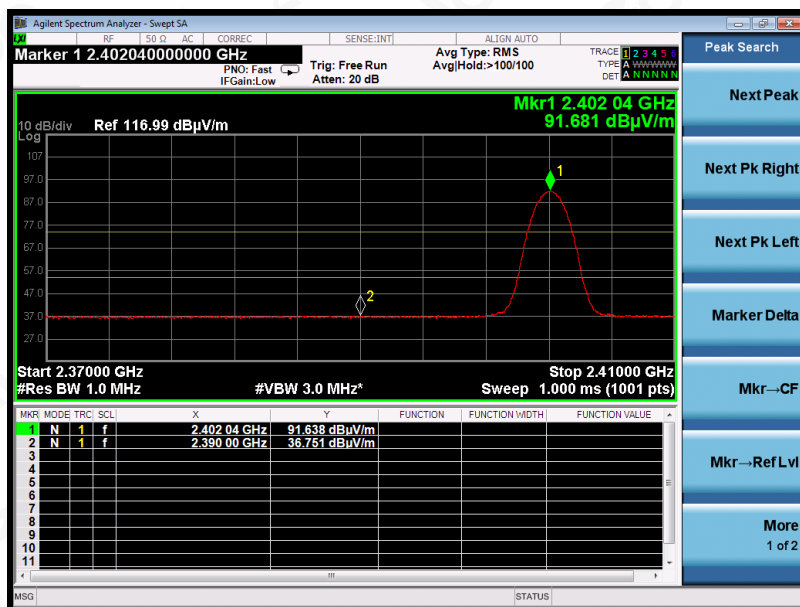 Agilent Spectrum Analyzer - Swept SA
LXI RF 50 Ω AC CORREC SENSE:INT ALIGN AUTO
Marker 1 2.402040000000 GHz
PNO: Fast
IFGain:Low
Trig: Free Run
Atten: 20 dB
Avg Type: RMS
Avg|Hold:>100/100
TRACE 1 2 3 4 5 6
TYPE A WWWWW
DET A N N N N N
Mkr1 2.402 04 GHz
91.681 dBµV/m
10 dB/div Ref 116.99 dBµV/m
Log
107
97.0
87.0
77.0
67.0
57.0
47.0
37.0
27.0
1
2
Start 2.37000 GHz Stop 2.41000 GHz
#Res BW 1.0 MHz #VBW 3.0 MHz* Sweep 1.000 ms (1001 pts)
MKR MODE TRC SCL X Y FUNCTION FUNCTION WIDTH FUNCTION VALUE
1 N 1 f 2.402 04 GHz 91.638 dBµV/m
2 N 1 f 2.390 00 GHz 36.751 dBµV/m
3
4
5
6
7
8
9
10
11
MSG STATUS
Peak Search
Next Peak
Next Pk Right
Next Pk Left
Marker Delta
Mkr→CF
Mkr→Ref Lvl
More
1 of 2